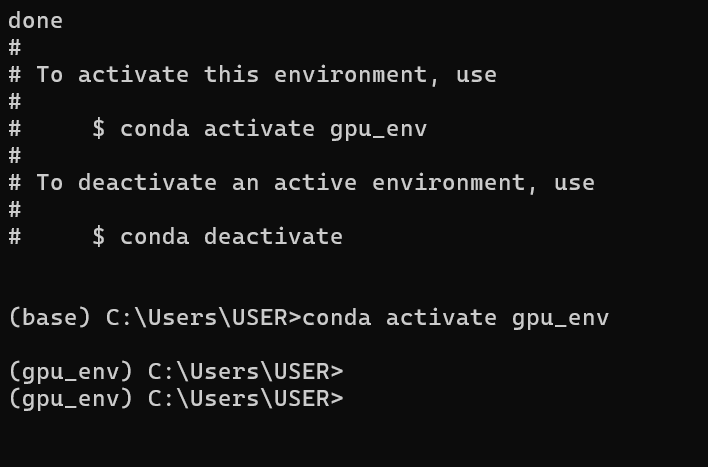 done
#
# To activate this environment, use
#
#     $ conda activate gpu_env
#
# To deactivate an active environment, use
#
#     $ conda deactivate
(base) C:\Users\USER>conda activate gpu_env
(gpu_env) C:\Users\USER>
(gpu_env) C:\Users\USER>